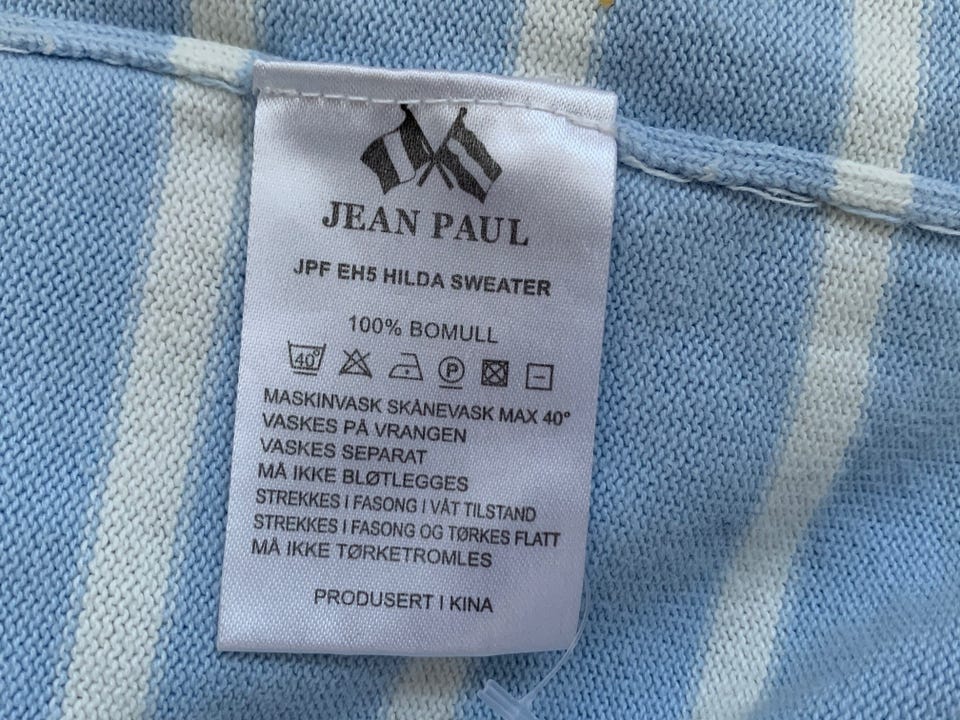 JEAN PAUL
JPF EH5 HILDA SWEATER
100% BOMULL
40° P
MASKINVASK SKÅNEVASK MAX 40°
VASKES PÅ VRANGEN
VASKES SEPARAT
MÅ IKKE BLØTLEGGES
STREKKES I FASONG I VÅT TILSTAND
STREKKES I FASONG OG TØRKES FLATT
MÅ IKKE TØRKETROMLES
PRODUSERT I KINA